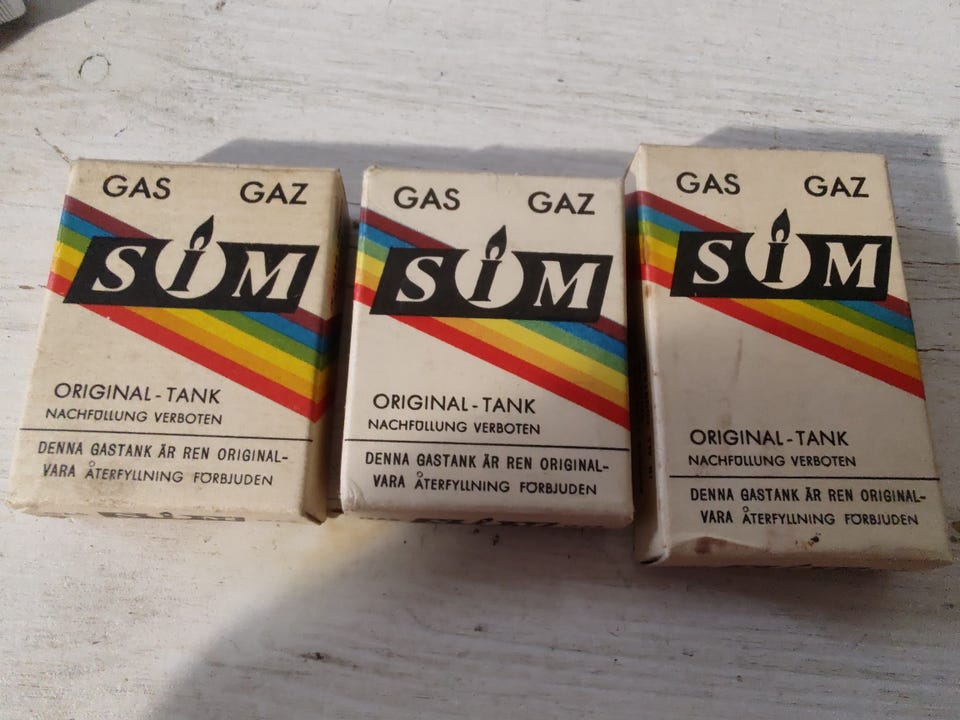 GAS GAZ
SiM
ORIGINAL-TANK
NACHFÜLLUNG VERBOTEN
DENNA GASTANK ÄR REN ORIGINAL-
VARA ÅTERFYLLNING FÖRBJUDEN
GAS GAZ
SiM
ORIGINAL-TANK
NACHFÜLLUNG VERBOTEN
DENNA GASTANK ÄR REN ORIGINAL-
VARA ÅTERFYLLNING FÖRBJUDEN
GAS GAZ
SiM
ORIGINAL-TANK
NACHFÜLLUNG VERBOTEN
DENNA GASTANK ÄR REN ORIGINAL-
VARA ÅTERFYLLNING FÖRBJUDEN